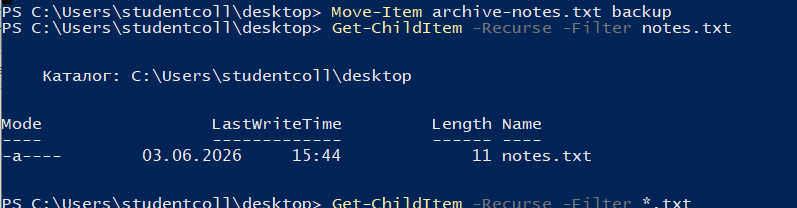 PS C:\Users\studentcoll\desktop> Move-Item archive-notes.txt backup
PS C:\Users\studentcoll\desktop> Get-ChildItem -Recurse -Filter notes.txt
Каталог: C:\Users\studentcoll\desktop
Mode LastWriteTime Length Name
---- ------------- ------ ----
-a---- 03.06.2026 15:44 11 notes.txt
PS C:\Users\studentcoll\desktop> Get-ChildItem -Recurse -Filter *.txt